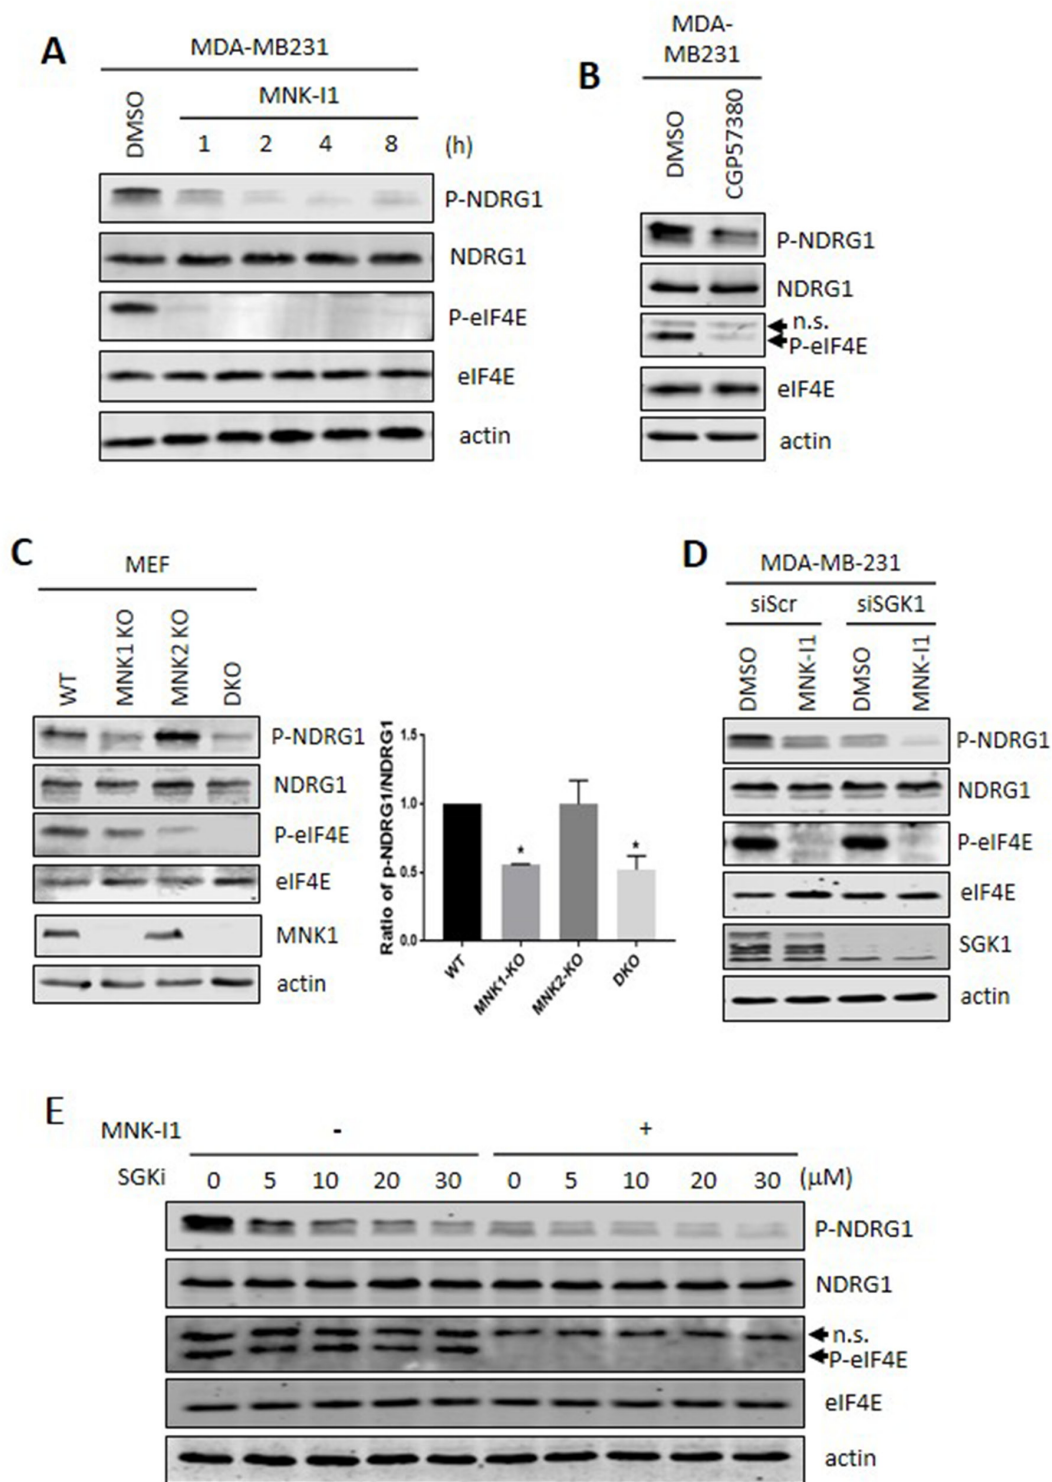 A
MDA-MB231
MNK-I1
DMSO
1 2 4 8 (h)
P-NDRG1
NDRG1
P-eIF4E
eIF4E
actin
B
MDA-
MB231
DMSO
CGP57380
P-NDRG1
NDRG1
n.s.
P-eIF4E
eIF4E
actin
C
MEF
WT
MNK1 KO
MNK2 KO
DKO
P-NDRG1
NDRG1
P-eIF4E
eIF4E
MNK1
actin
Ratio of p-NDRG1/NDRG1
1.5
1.0
0.5
0.0
*
*
WT
MNK1-KO
MNK2-KO
DKO
D
MDA-MB-231
siScr siSGK1
DMSO
MNK-I1
DMSO
MNK-I1
P-NDRG1
NDRG1
P-eIF4E
eIF4E
SGK1
actin
E
MNK-I1 - +
SGKi 0 5 10 20 30 0 5 10 20 30 (μM)
P-NDRG1
NDRG1
n.s.
P-eIF4E
eIF4E
actin